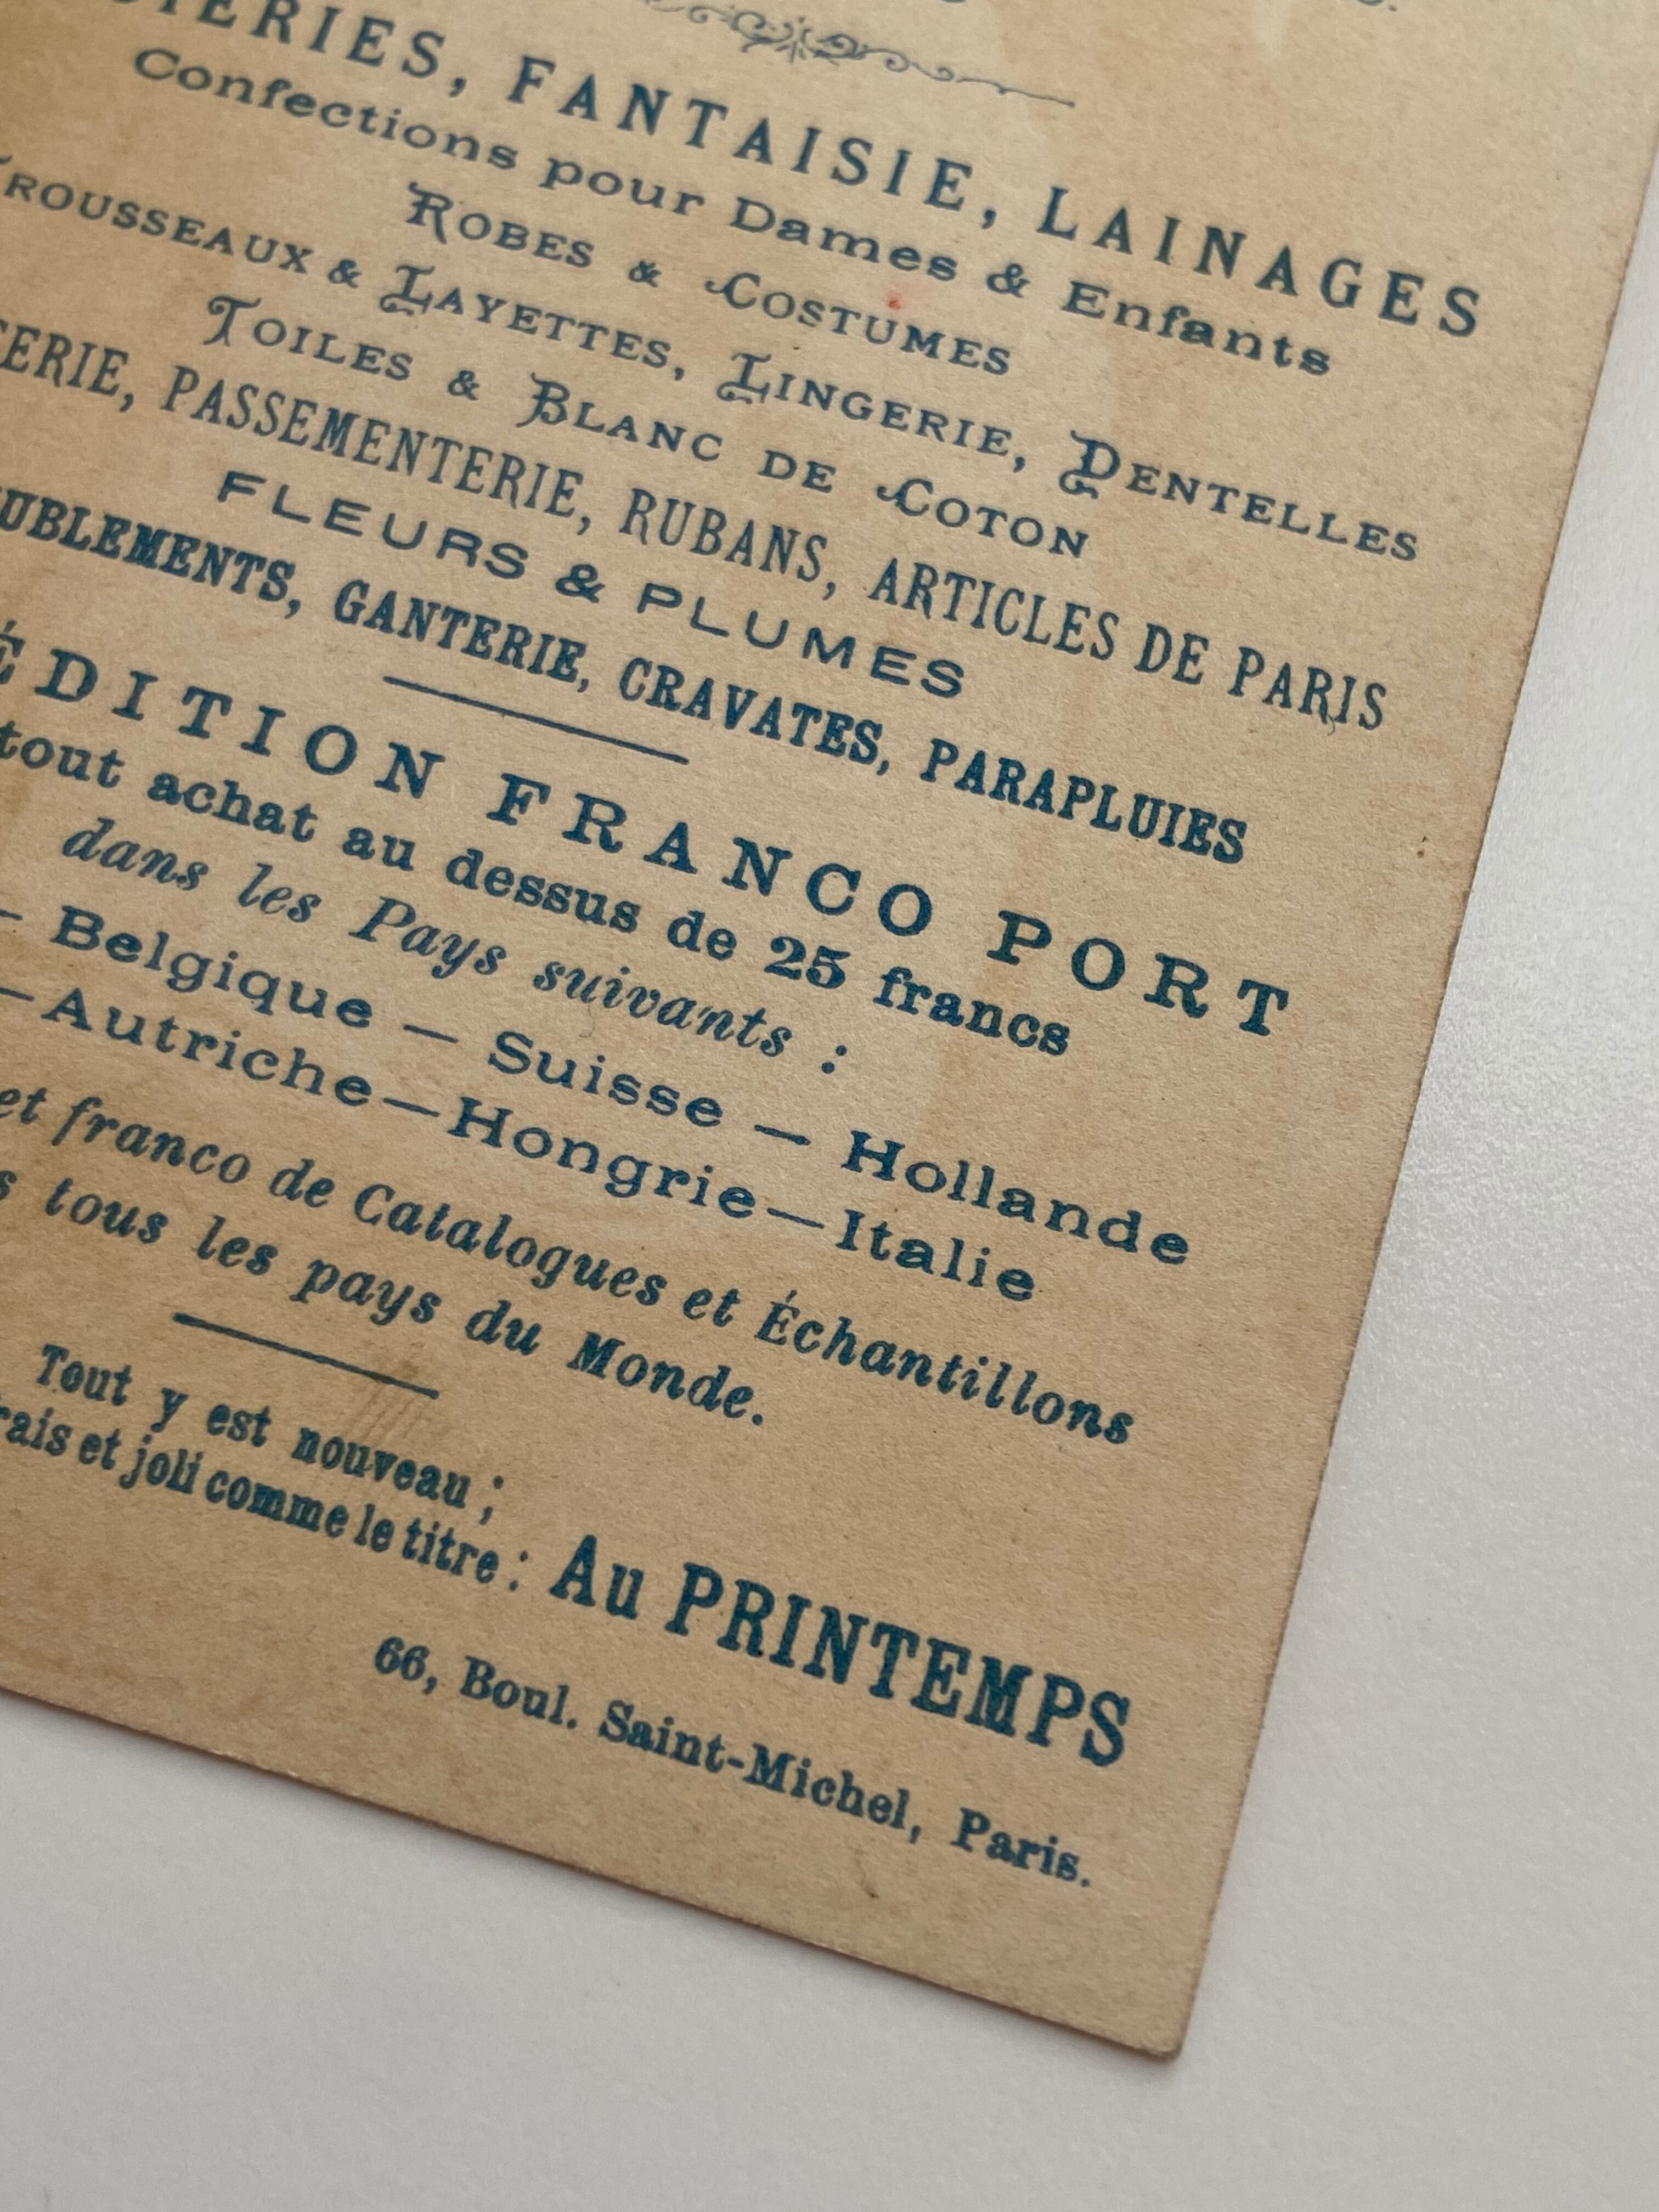 FANTAISIE, LAINAGES
Confections pour Dames & Enfants
ROBES & COSTUMES
TROUSSEAUX & LAYETTES, LINGERIE, DENTELLES
TOILES & BLANC DE COTON
PASSEMENTERIE, RUBANS, ARTICLES DE PARIS
FLEURS & PLUMES
GANTERIE, CRAVATES, PARAPLUIES
ÉDITION FRANCO PORT
tout achat au dessus de 25 francs
dans les Pays suivants :
— Belgique — Suisse — Hollande
— Autriche — Hongrie — Italie
et franco de Catalogues et Échantillons
tous les pays du Monde.
Tout y est nouveau ;
rais et joli comme le titre : Au PRINTEMPS
66, Boul. Saint-Michel, Paris.